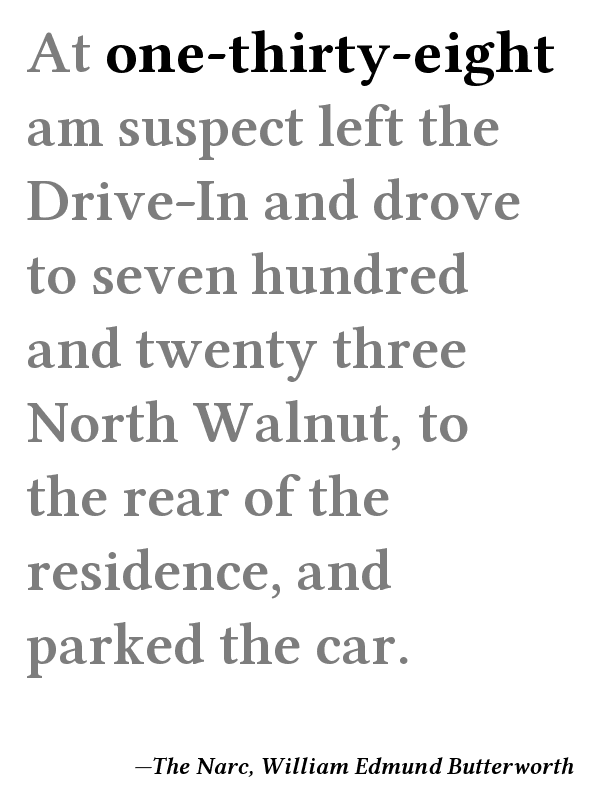 At one-thirty-eight
am suspect left the
Drive-In and drove
to seven hundred
and twenty three
North Walnut, to
the rear of the
residence, and
parked the car.
—The Narc, William Edmund Butterworth